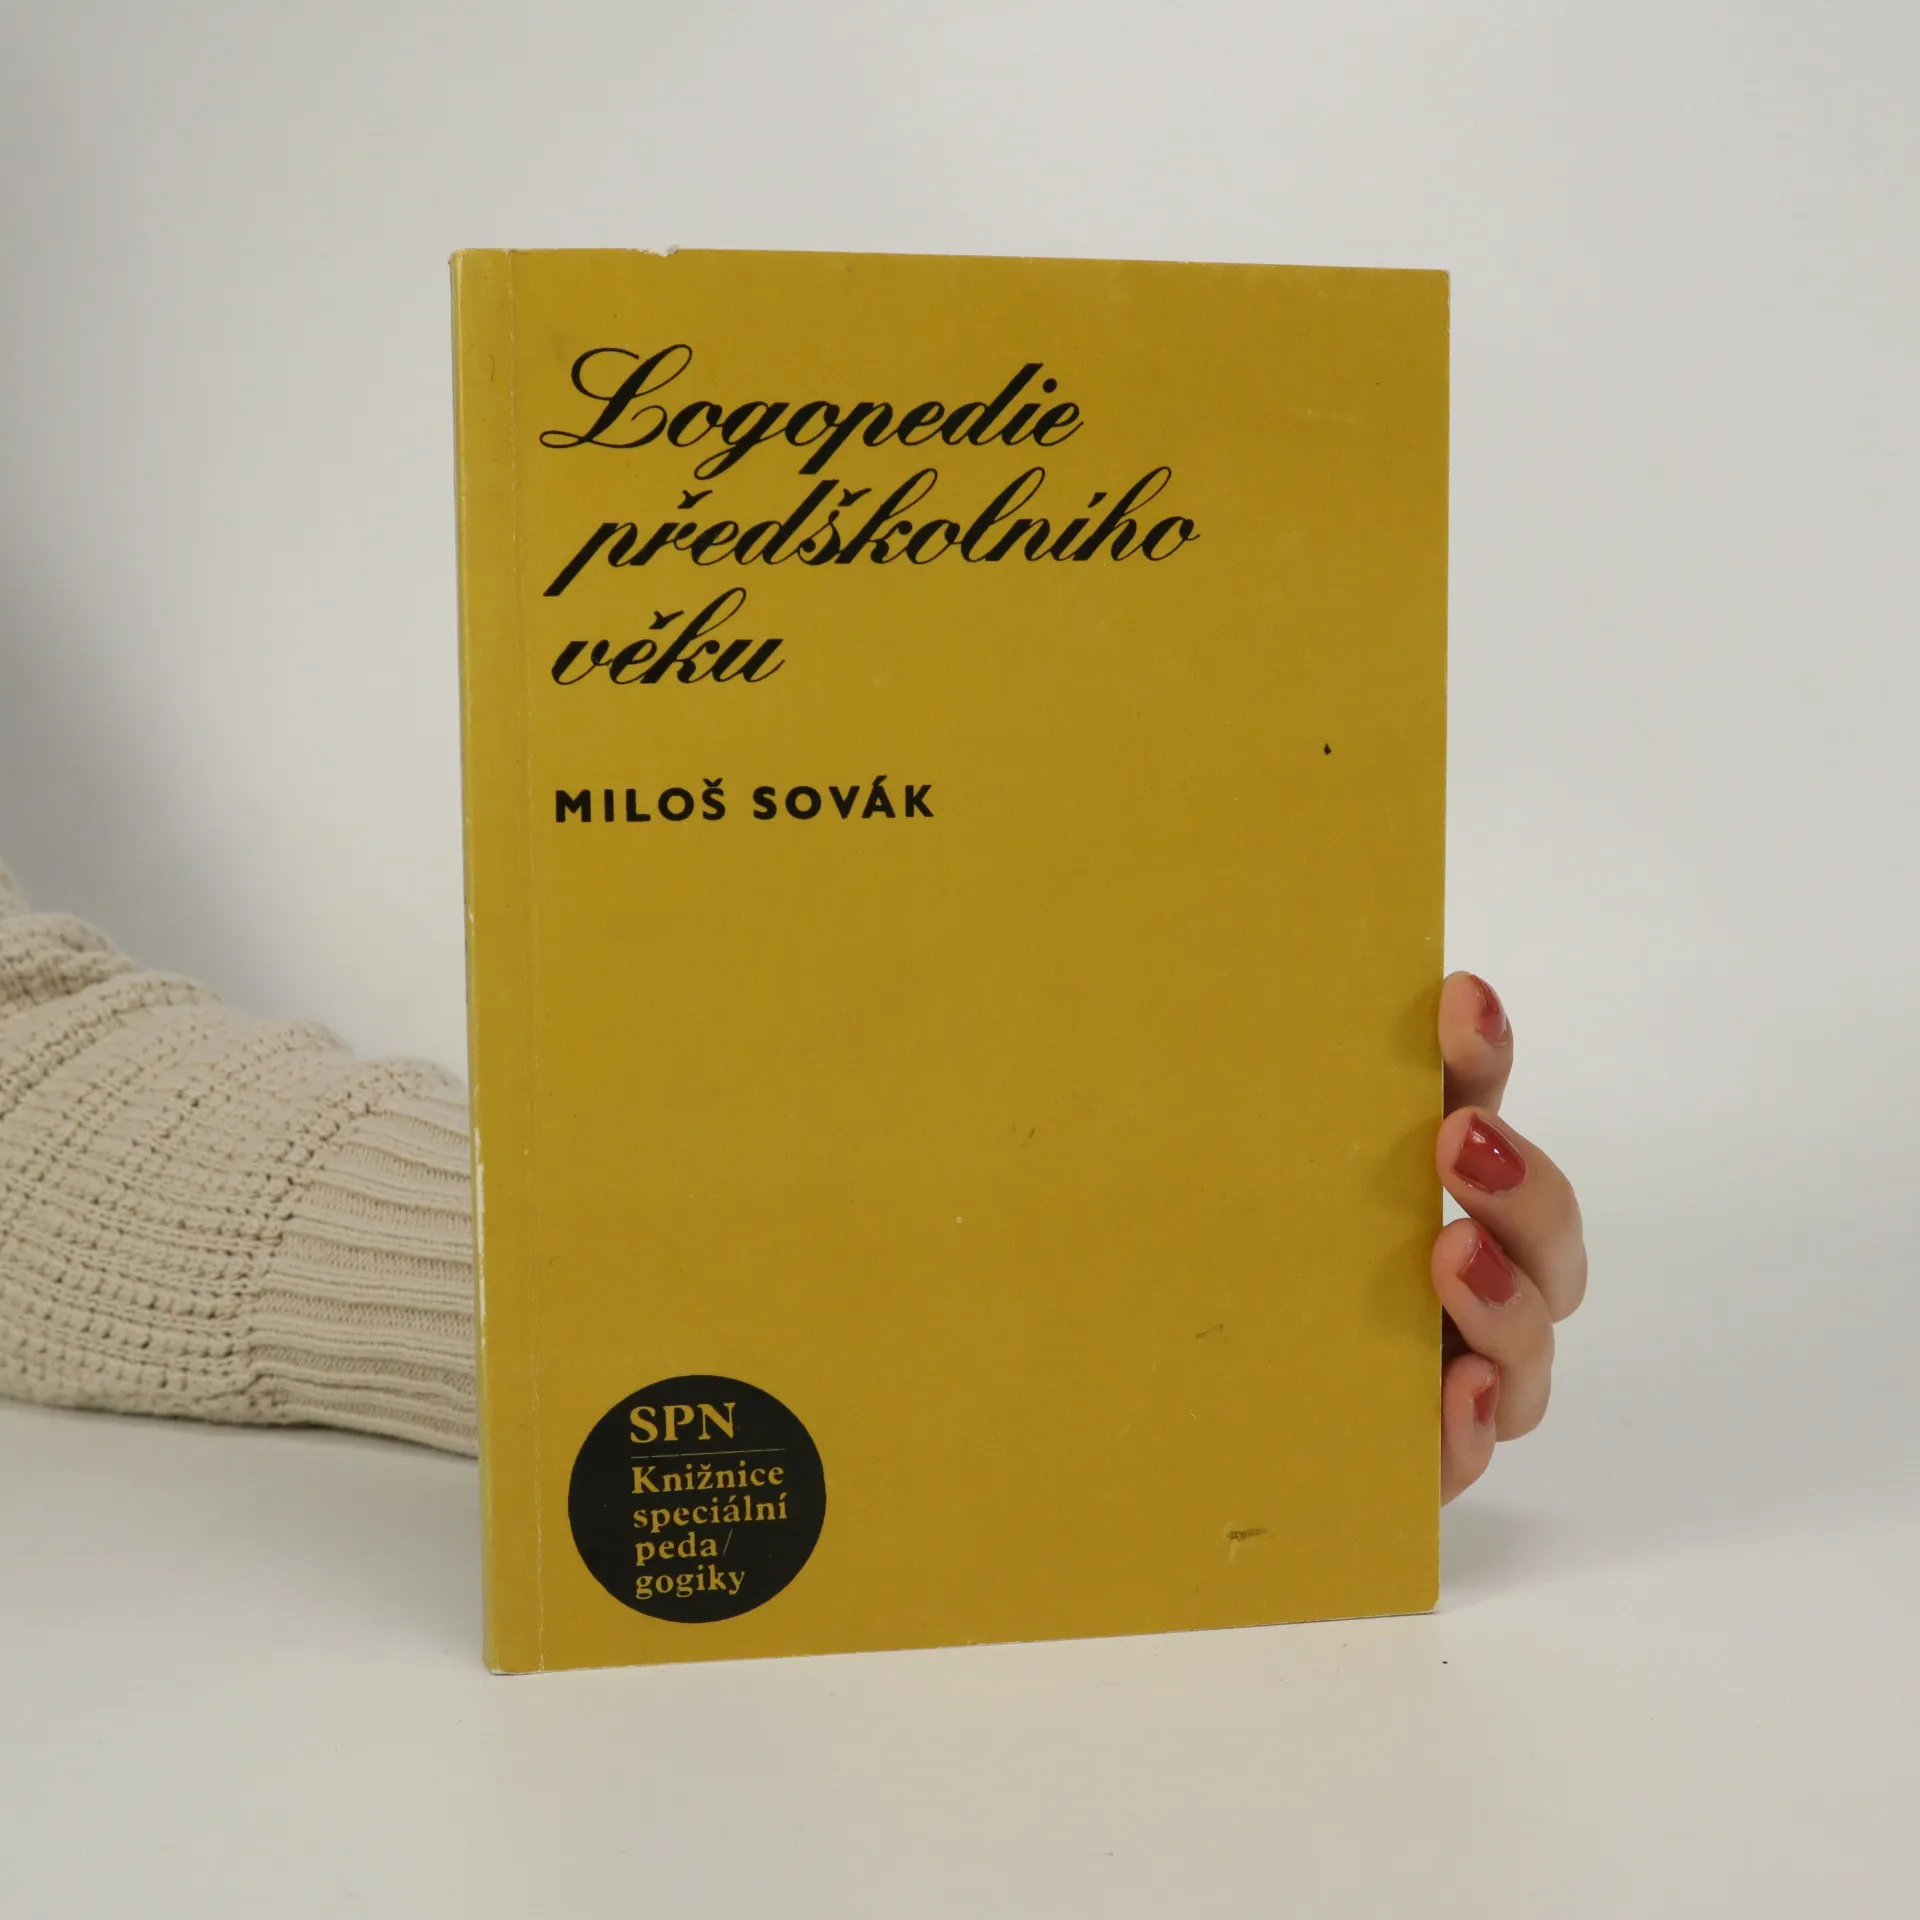 Logopedie
předškolního
věku
MILOŠ SOVÁK
SPN
Knižnice
speciální
peda/
gogiky